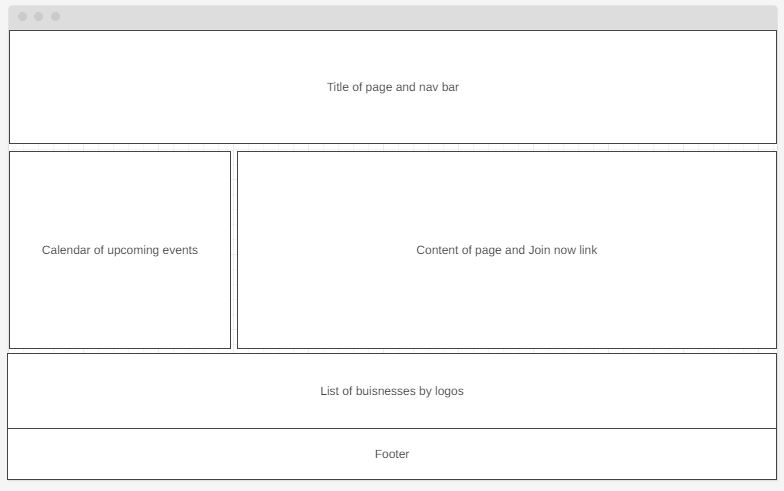 Title of page and nav bar
Calendar of upcoming events
Content of page and Join now link
List of buisnesses by logos
Footer